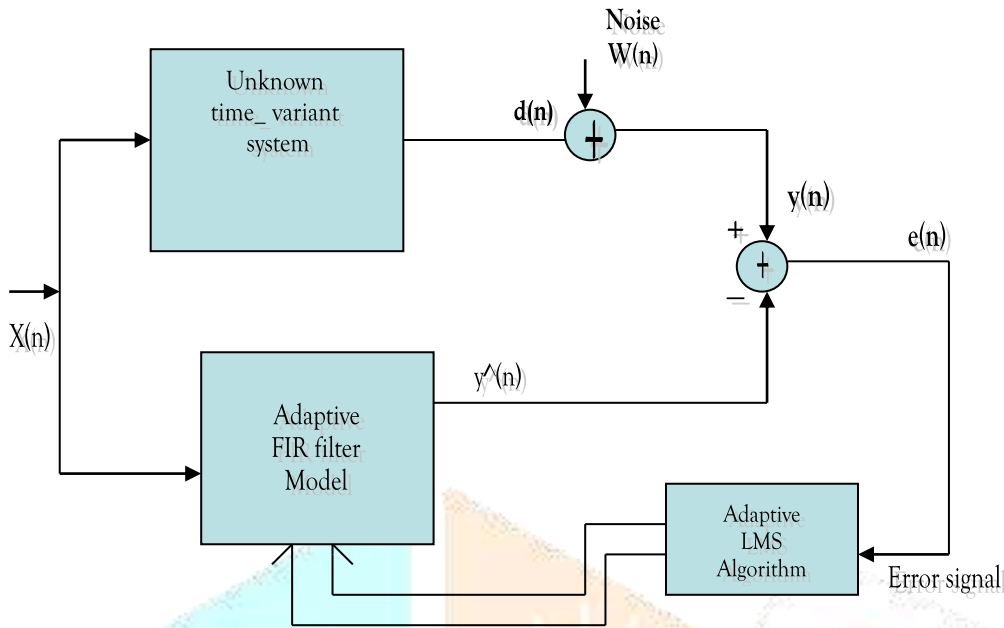 Noise
W(n)
Unknown
time_ variant
system
d(n)
+
y(n)
+
+
−
e(n)
X(n)
y^(n)
Adaptive
FIR filter
Model
Adaptive
LMS
Algorithm
Error signal